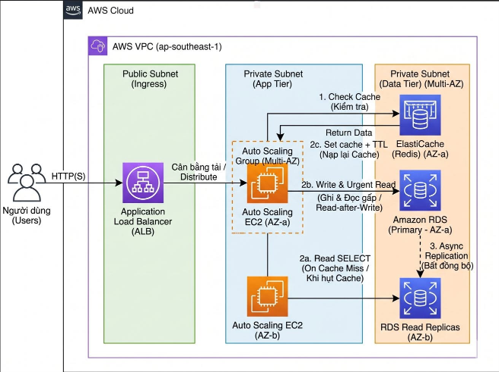 aws
AWS Cloud
AWS VPC (ap-southeast-1)
Public Subnet
(Ingress)
Private Subnet
(App Tier)
Private Subnet
(Data Tier) (Multi-AZ)
1. Check Cache
(Kiểm tra)
Return Data
ElastiCache
(Redis) (AZ-a)
2c. Set cache + TTL
(Nạp lại Cache)
Auto Scaling
Group (Multi-AZ)
Cân bằng tải /
Distribute
HTTP(S)
Người dùng
(Users)
Application
Load Balancer
(ALB)
Auto Scaling
EC2 (AZ-a)
2b. Write & Urgent Read
(Ghi & Đọc gấp /
Read-after-Write)
Amazon RDS
(Primary - AZ-a)
3. Async
Replication
(Bất đồng bộ)
2a. Read SELECT
(On Cache Miss /
Khi hụt Cache)
Auto Scaling EC2
(AZ-b)
RDS Read Replicas
(AZ-b)